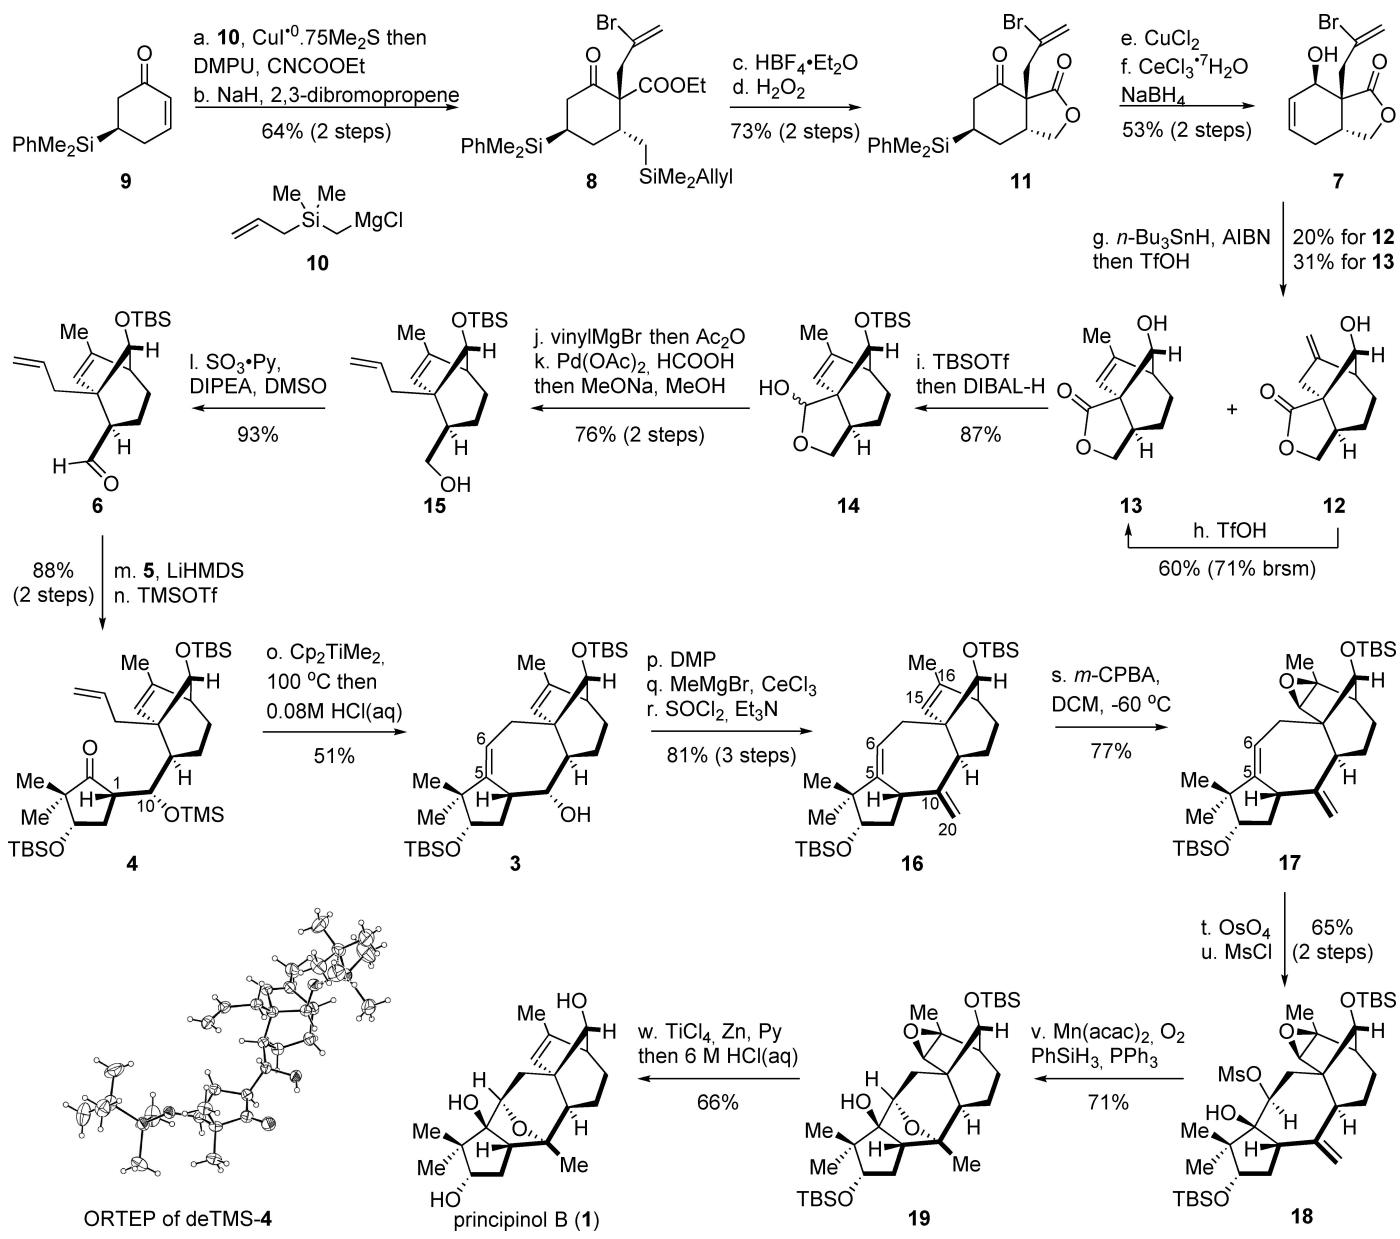 O
PhMe2Si
9
a. 10, CuI•0.75Me2S then
DMPU, CNCOOEt
b. NaH, 2,3-dibromopropene
64% (2 steps)
Me Me
Si MgCl
10
Br
O
COOEt
PhMe2Si
SiMe2Allyl
8
c. HBF4•Et2O
d. H2O2
73% (2 steps)
Br
O O
O
H
PhMe2Si
11
e. CuCl2
f. CeCl3•7H2O
NaBH4
53% (2 steps)
Br
OH O
O
H
7
g. n-Bu3SnH, AIBN
then TfOH
20% for 12
31% for 13
OTBS
Me
H
H
H
O
6
l. SO3•Py,
DIPEA, DMSO
93%
OTBS
Me
H
H
OH
15
j. vinylMgBr then Ac2O
k. Pd(OAc)2, HCOOH
then MeONa, MeOH
76% (2 steps)
OTBS
Me
H
HO
O
H
14
i. TBSOTf
then DIBAL-H
87%
OH
Me
H
O
O
H
13
+
OH
H
O
O
H
12
h. TfOH
60% (71% brsm)
88%
(2 steps)
m. 5, LiHMDS
n. TMSOTf
OTBS
Me
H
O
H
Me
1
H
Me
10
OTMS
TBSO
4
o. Cp2TiMe2,
100 ºC then
0.08M HCl(aq)
51%
OTBS
Me
H
6
H
Me
5
H
Me
OH
TBSO
3
p. DMP
q. MeMgBr, CeCl3
r. SOCl2, Et3N
81% (3 steps)
OTBS
Me
16
H
15
6
H
Me
5
H
Me
10
20
TBSO
16
s. m-CPBA,
DCM, -60 ºC
77%
OTBS
Me
O
H
6
H
Me
5
H
Me
TBSO
17
t. OsO4
u. MsCl
65%
(2 steps)
ORTEP of deTMS-4
HO
Me
H
H
HO
O
H
Me
H
Me
Me
HO
principinol B (1)
w. TiCl4, Zn, Py
then 6 M HCl(aq)
66%
OTBS
Me
O
H
H
HO
O
H
Me
H
Me
Me
TBSO
19
v. Mn(acac)2, O2
PhSiH3, PPh3
71%
OTBS
Me
O
H
MsO
HO
H
H
Me
H
Me
TBSO
18